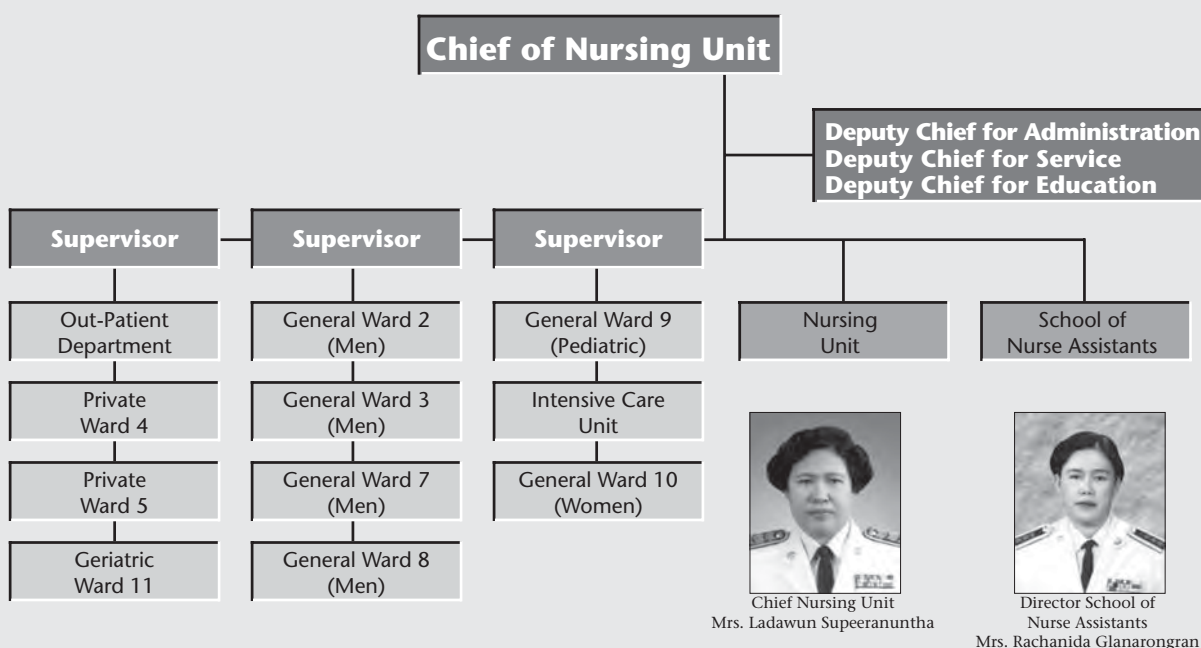 Chief of Nursing Unit
Deputy Chief for Administration
Deputy Chief for Service
Deputy Chief for Education
Supervisor
Supervisor
Supervisor
Out-Patient
Department
General Ward 2
(Men)
General Ward 9
(Pediatric)
Nursing
Unit
School of
Nurse Assistants
Private
Ward 4
General Ward 3
(Men)
Intensive Care
Unit
Private
Ward 5
General Ward 7
(Men)
General Ward 10
(Women)
Geriatric
Ward 11
General Ward 8
(Men)
Chief Nursing Unit
Mrs. Ladawun Supeeranuntha
Director School of
Nurse Assistants
Mrs. Rachanida Glanarongran